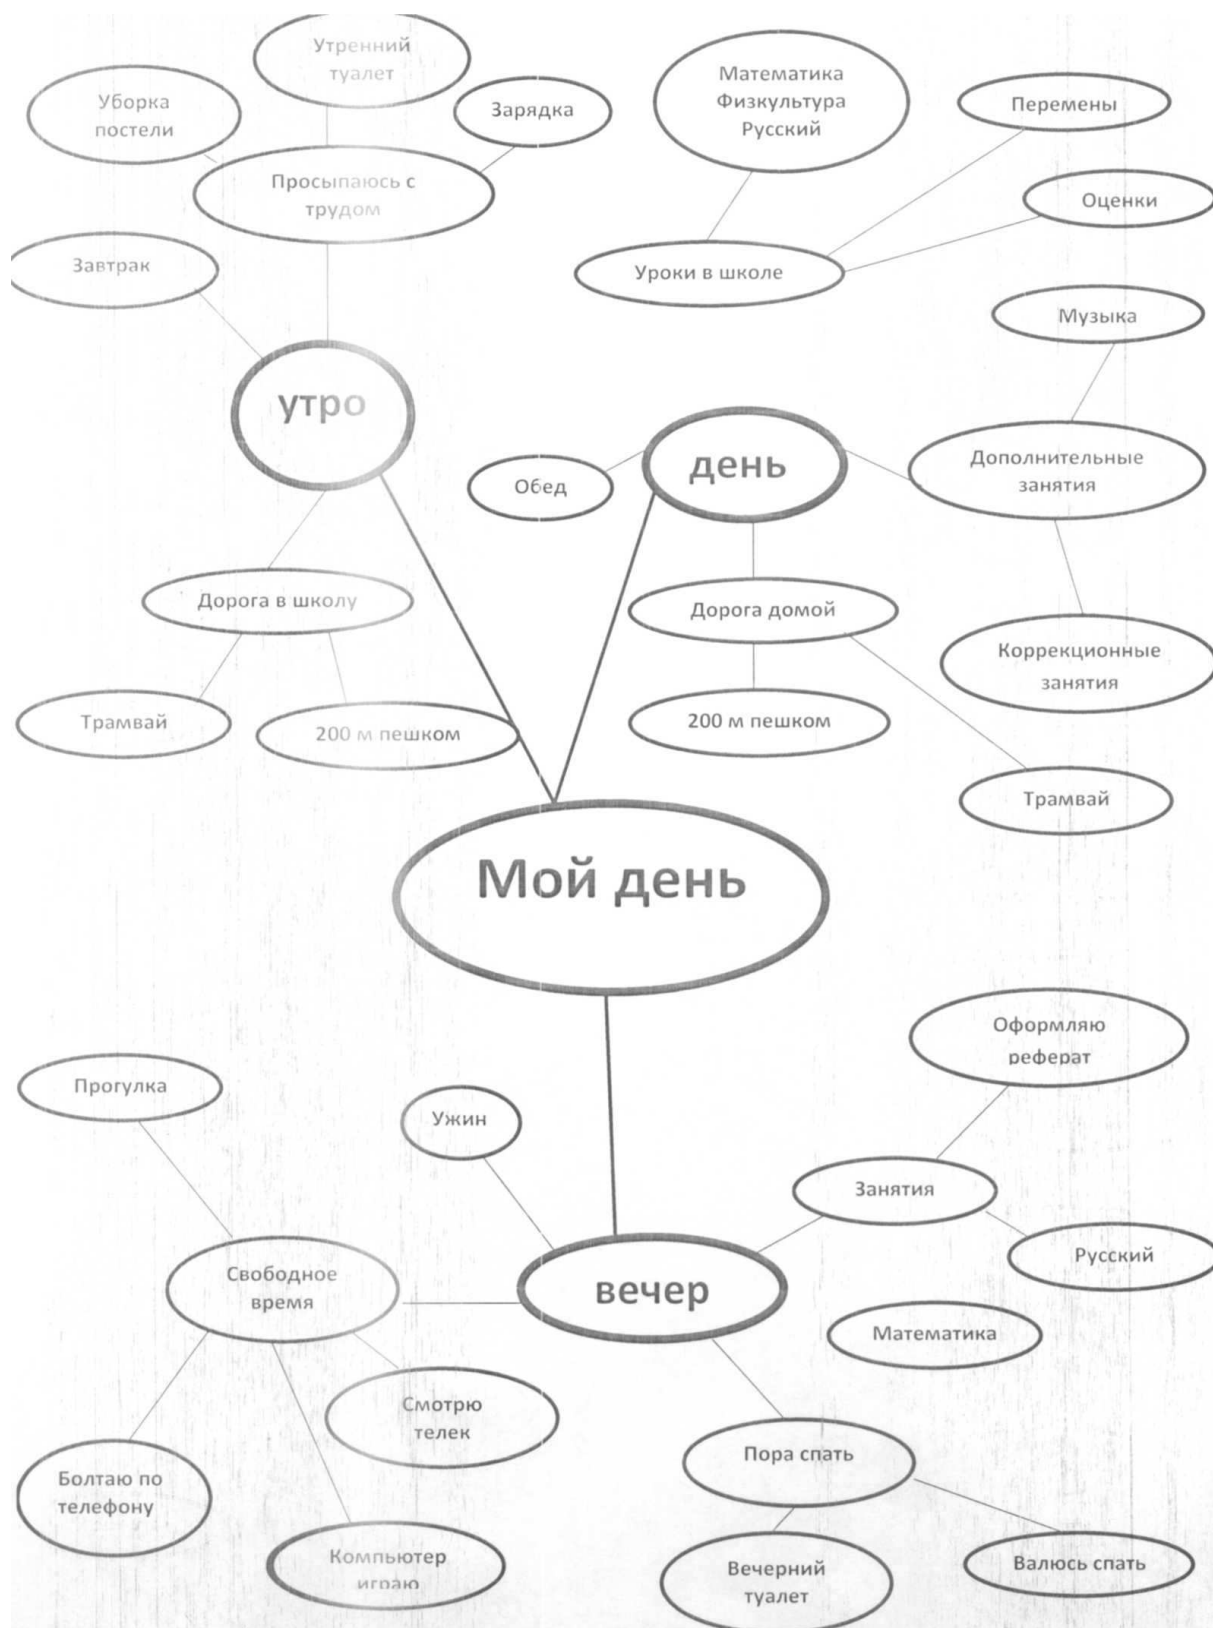 Утренний
туалет
Уборка
постели
Зарядка
Просыпаюсь с
трудом
Завтрак
утро
Дорога в школу
Трамвай
200 м пешком
Математика
Физкультура
Русский
Перемены
Оценки
Уроки в школе
Музыка
день
Обед
Дополнительные
занятия
Дорога домой
Коррекционные
занятия
200 м пешком
Трамвай
Мой день
Оформляю
реферат
Прогулка
Ужин
Занятия
Русский
Свободное
время
вечер
Математика
Смотрю
телек
Болтаю по
телефону
Пора спать
Компьютер
играю
Вечерний
туалет
Валюсь спать